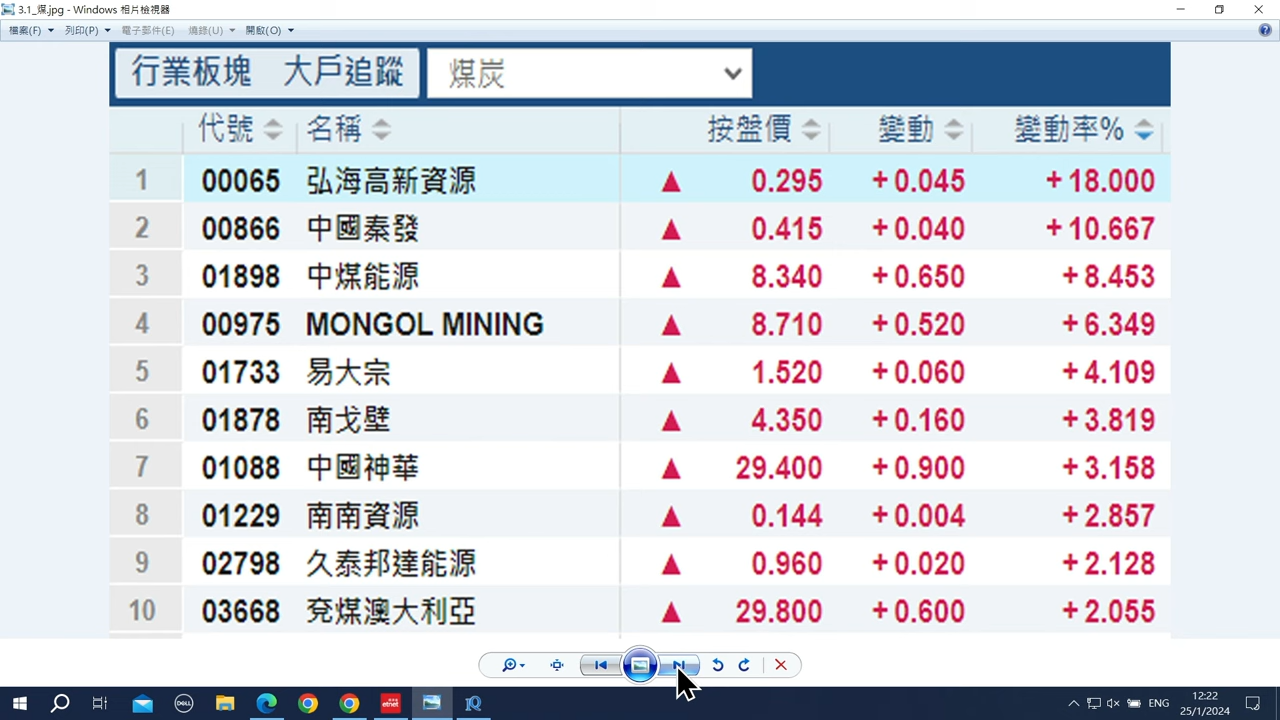 3.1_煤.jpg - Windows 相片檢視器
檔案(F) 列印(P) 電子郵件(E) 燒錄(U) 開啟(O)
行業板塊 大戶追蹤 煤炭
代號 名稱 按盤價 變動 變動率%
1 00065 弘海高新資源 ▲ 0.295 +0.045 +18.000
2 00866 中國秦發 ▲ 0.415 +0.040 +10.667
3 01898 中煤能源 ▲ 8.340 +0.650 +8.453
4 00975 MONGOL MINING ▲ 8.710 +0.520 +6.349
5 01733 易大宗 ▲ 1.520 +0.060 +4.109
6 01878 南戈壁 ▲ 4.350 +0.160 +3.819
7 01088 中國神華 ▲ 29.400 +0.900 +3.158
8 01229 南南資源 ▲ 0.144 +0.004 +2.857
9 02798 久泰邦達能源 ▲ 0.960 +0.020 +2.128
10 03668 兗煤澳大利亞 ▲ 29.800 +0.600 +2.055
DELL etnet IQ ENG 12:22
25/1/2024